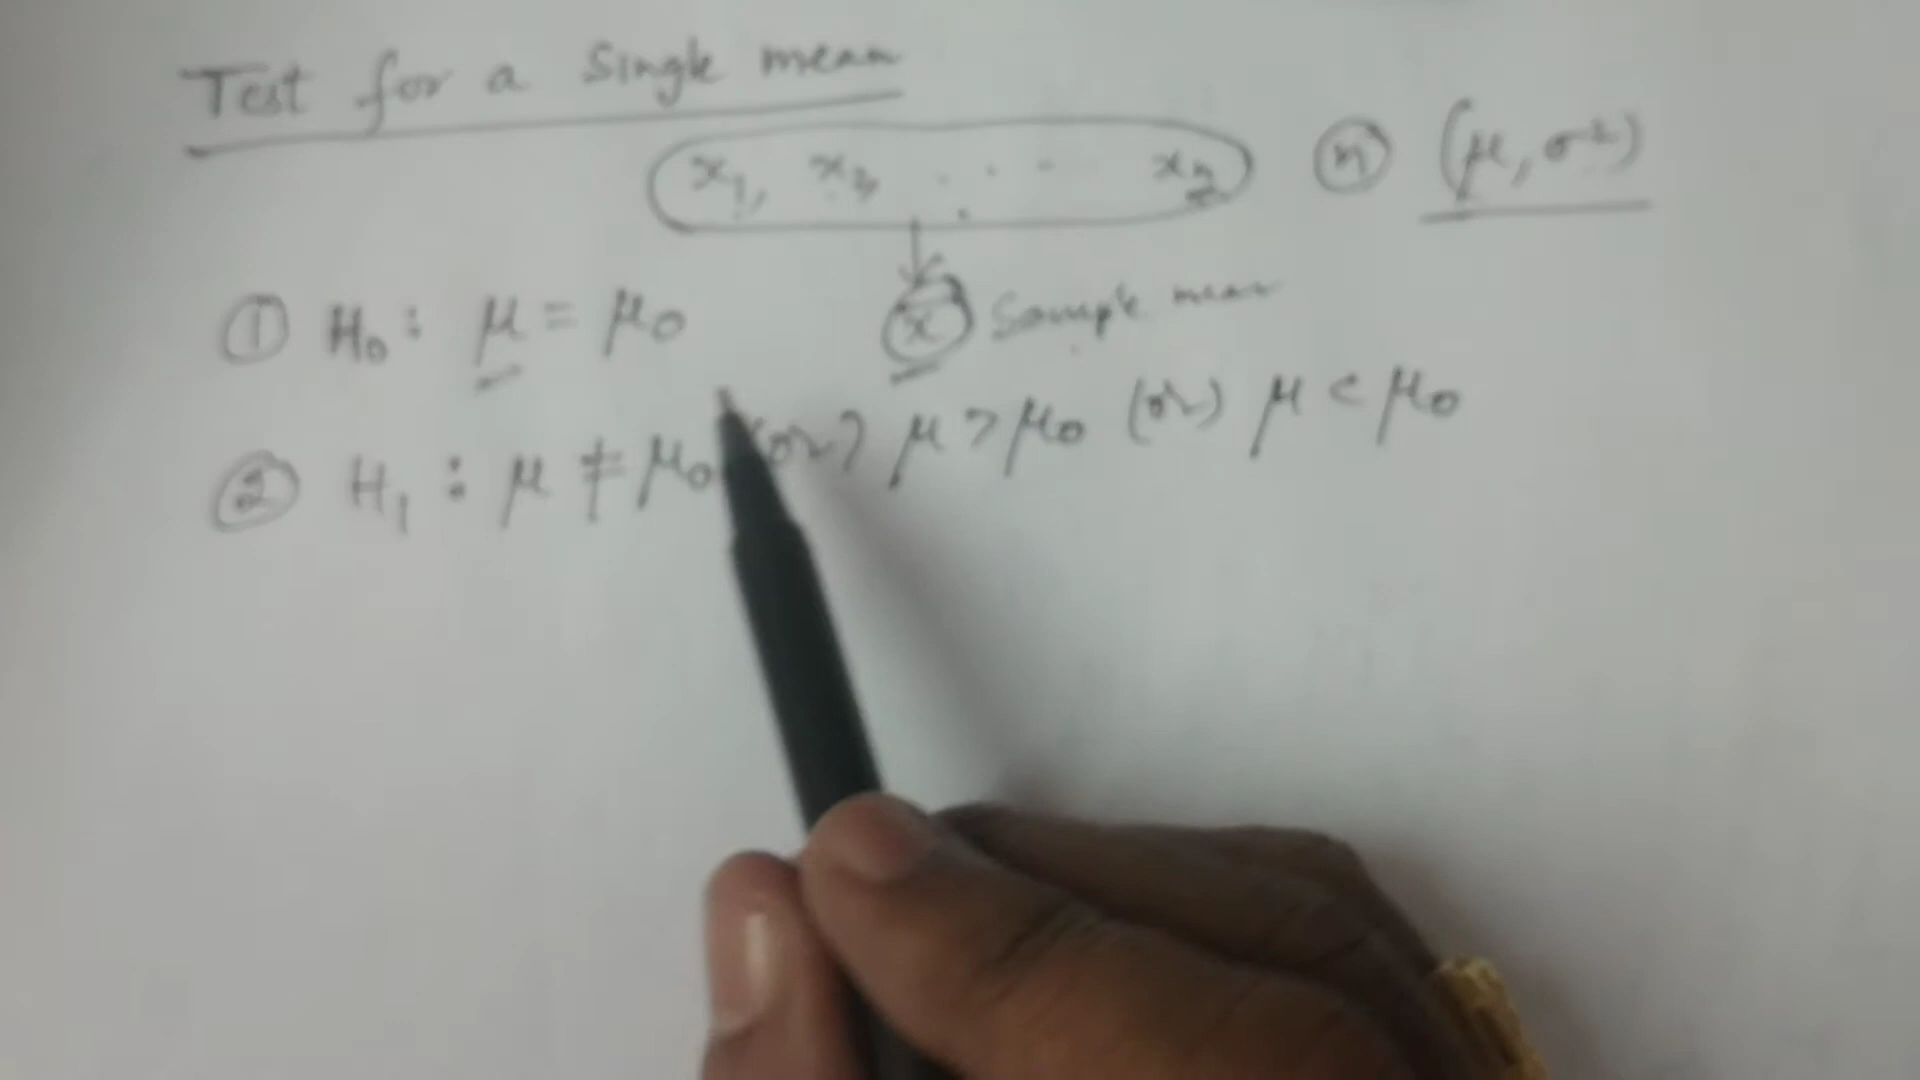 Test for a Single mean
x1, x2, . . . xn (n) (μ, σ²)
① H0 : μ = μ0
x̄ Sample mean
② H1 : μ ≠ μ0 (or) μ > μ0 (or) μ < μ0